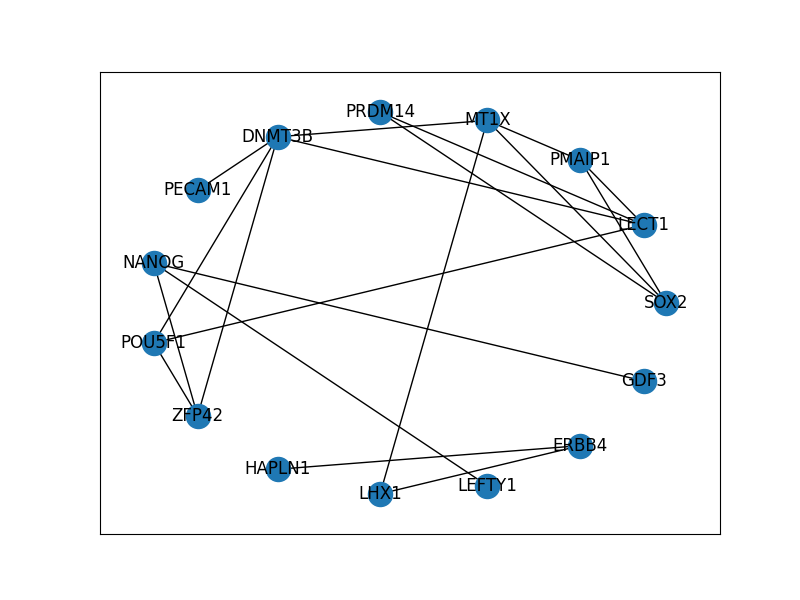 PRDM14
MT1X
DNMT3B
PMAIP1
PECAM1
LECT1
NANOG
SOX2
POU5F1
GDF3
ZFP42
ERBB4
HAPLN1
LEFTY1
LHX1